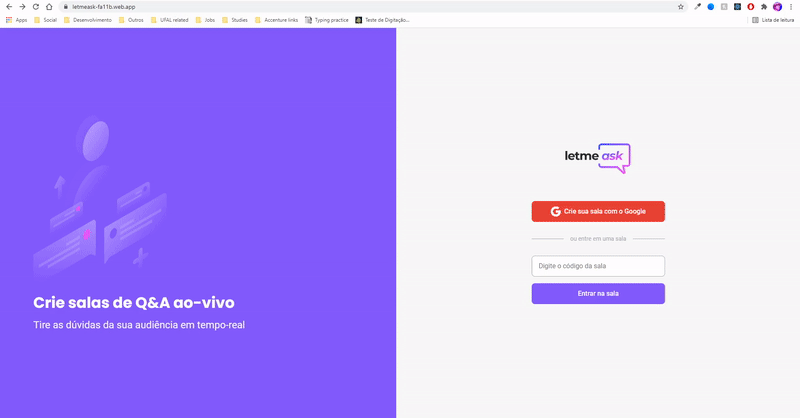 letmeask-fa11b.web.app
Apps
Social
Desenvolvimento
Outros
UFAL related
Jobs
Studies
Accenture links
Typing practice
Teste de Digitação...
Lista de leitura
Crie salas de Q&A ao-vivo
Tire as dúvidas da sua audiência em tempo-real
letme ask
Crie sua sala com o Google
ou entre em uma sala
Digite o código da sala
Entrar na sala